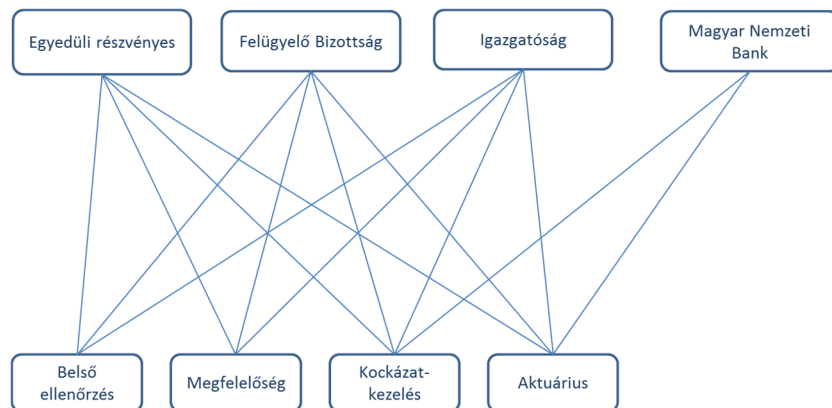 Egyedüli részvényes
Felügyelő Bizottság
Igazgatóság
Magyar Nemzeti
Bank
Belső
ellenőrzés
Megfelelőség
Kockázat-
kezelés
Aktuárius